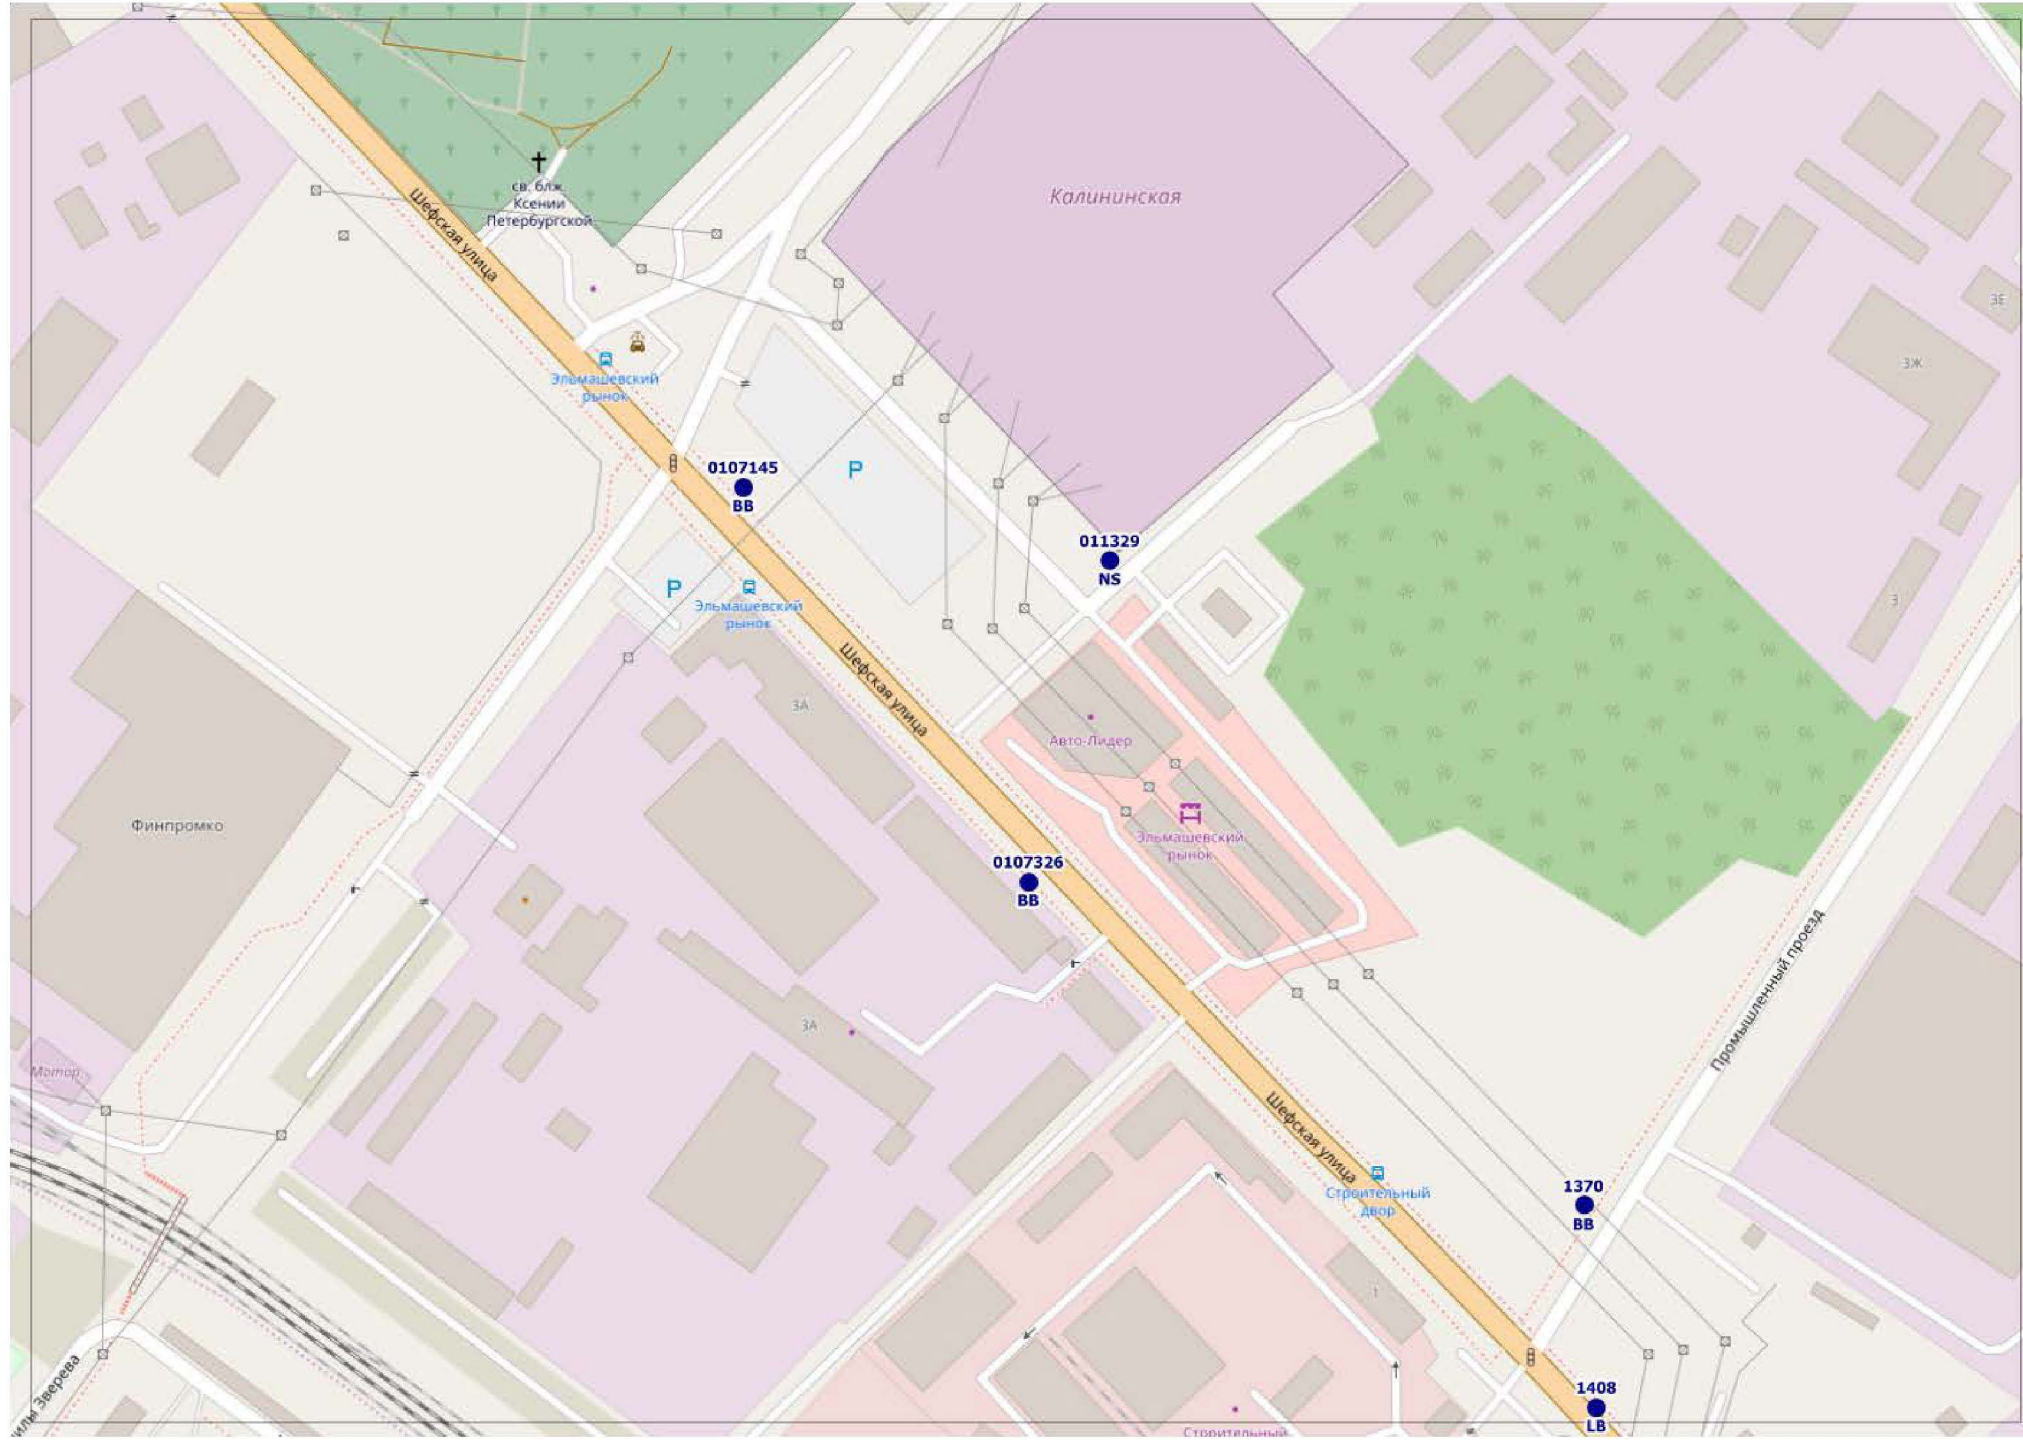 св. блж.
Ксении
Петербургской
Шефская улица
Калининская
3Е
3Ж
Эльмашевский
рынок
0107145
BB
P
011329
NS
P
Эльмашевский
рынок
3
Шефская улица
3А
Авто-Лидер
Финпромко
Эльмашевский
рынок
0107326
BB
Промышленный проезд
3А
Мотор
Шефская улица
Строительный
двор
1370
BB
1
Зверева
1408
LB
Строительный